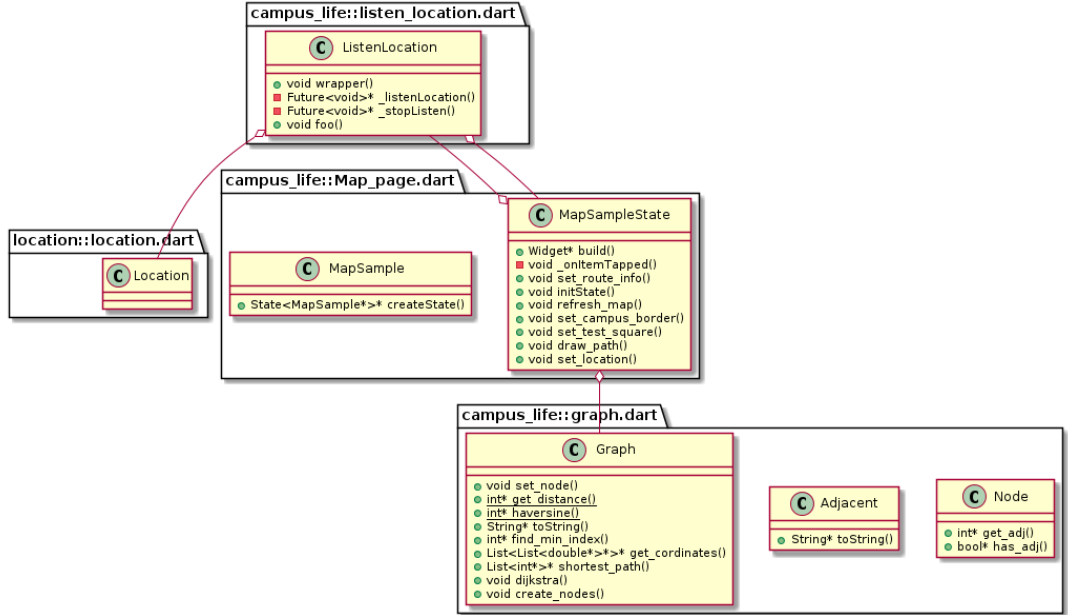 campus_life::listen_location.dart
C ListenLocation
void wrapper()
Future<void>* _listenLocation()
Future<void>* _stopListen()
void foo()
campus_life::Map_page.dart
C MapSampleState
Widget* build()
void _onItemTapped()
void set_route_info()
void initState()
void refresh_map()
void set_campus_border()
void set_test_square()
void draw_path()
void set_location()
location::location.dart
C Location
C MapSample
State<MapSample*>* createState()
campus_life::graph.dart
C Graph
void set_node()
int* get_distance()
int* haversine()
String* toString()
int* find_min_index()
List<List<double*>*>* get_cordinates()
List<int*>* shortest_path()
void dijkstra()
void create_nodes()
C Adjacent
String* toString()
C Node
int* get_adj()
bool* has_adj()